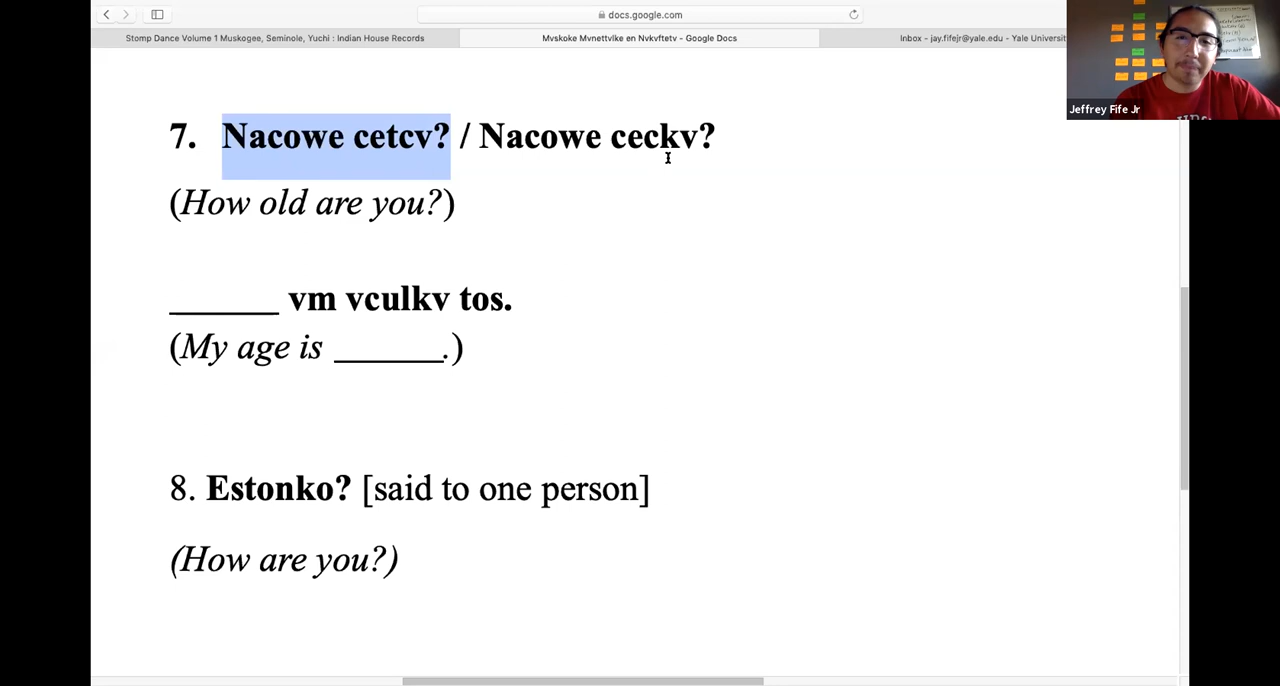 docs.google.com
Stomp Dance Volume 1 Muskogee, Seminole, Yuchi : Indian House Records
Mvskoke Mvnettvlke en Nvkvftetv - Google Docs
Inbox - jay.fifejr@yale.edu - Yale Universit
Jeffrey Fife Jr
7. Nacowe cetcv? / Nacowe ceckv?
(How old are you?)
______ vm vculkv tos.
(My age is ______.)
8. Estonko? [said to one person]
(How are you?)